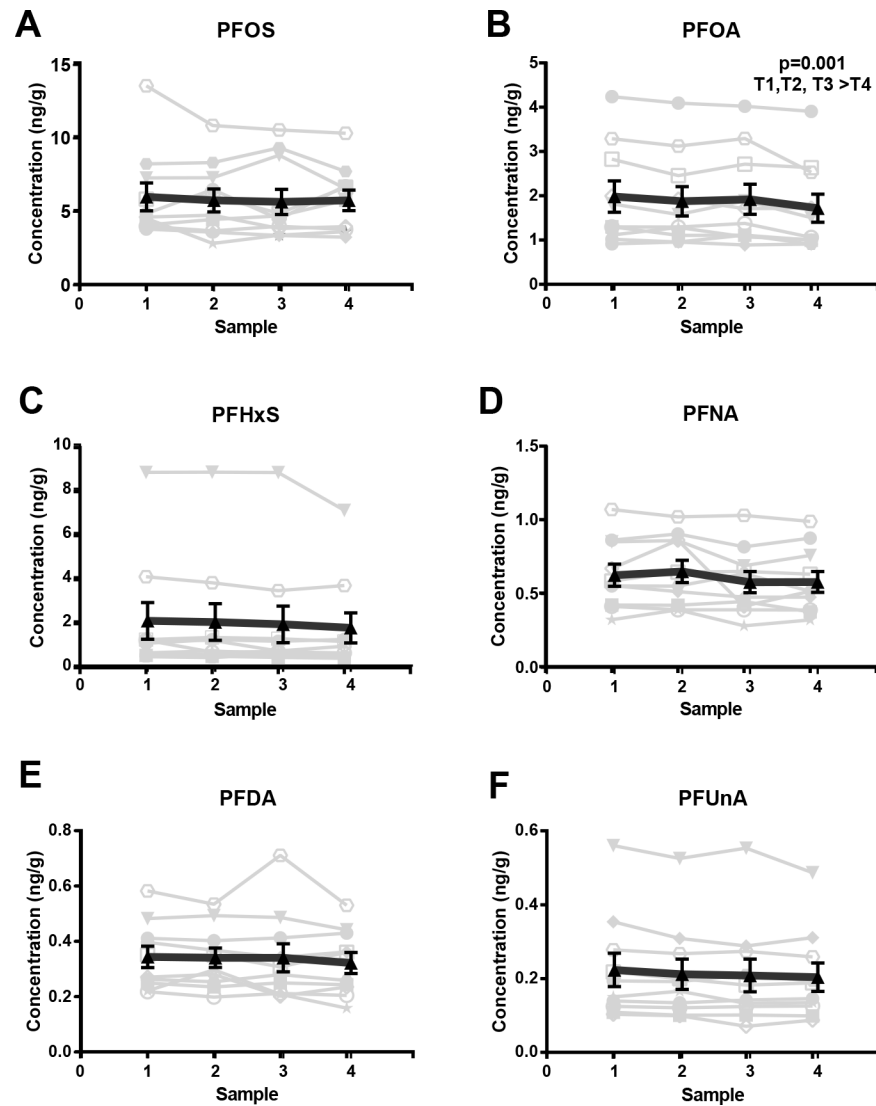 A
PFOS
Concentration (ng/g)
15
10
5
0
0 1 2 3 4
Sample
B
PFOA
p=0.001
T1,T2, T3 >T4
Concentration (ng/g)
5
4
3
2
1
0
0 1 2 3 4
Sample
C
PFHxS
Concentration (ng/g)
10
8
6
4
2
0
0 1 2 3 4
Sample
D
PFNA
Concentration (ng/g)
1.5
1.0
0.5
0.0
0 1 2 3 4
Sample
E
PFDA
Concentration (ng/g)
0.8
0.6
0.4
0.2
0.0
0 1 2 3 4
Sample
F
PFUnA
Concentration (ng/g)
0.6
0.4
0.2
0.0
0 1 2 3 4
Sample